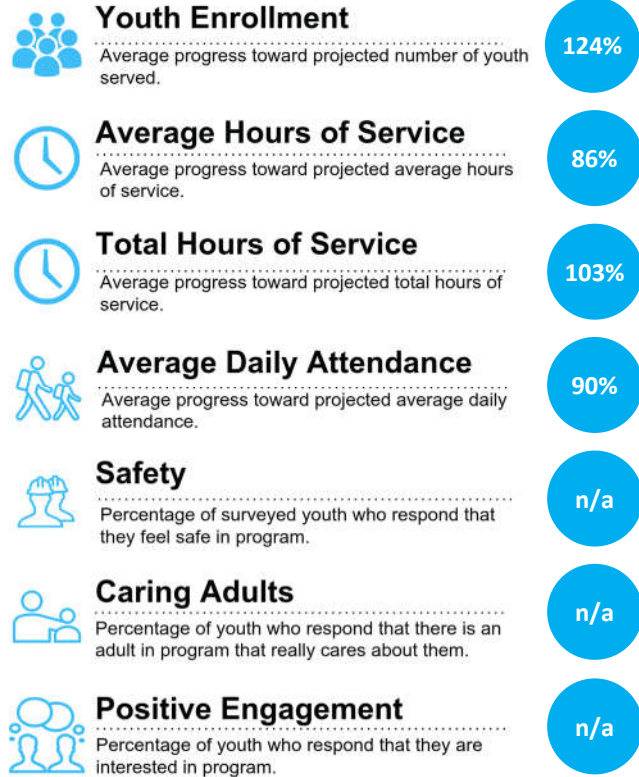 Youth Enrollment
124%
Average progress toward projected number of youth
served.
Average Hours of Service
86%
Average progress toward projected average hours
of service.
Total Hours of Service
103%
Average progress toward projected total hours of
service.
Average Daily Attendance
90%
Average progress toward projected average daily
attendance.
Safety
n/a
Percentage of surveyed youth who respond that
they feel safe in program.
Caring Adults
n/a
Percentage of youth who respond that there is an
adult in program that really cares about them.
Positive Engagement
n/a
Percentage of youth who respond that they are
interested in program.